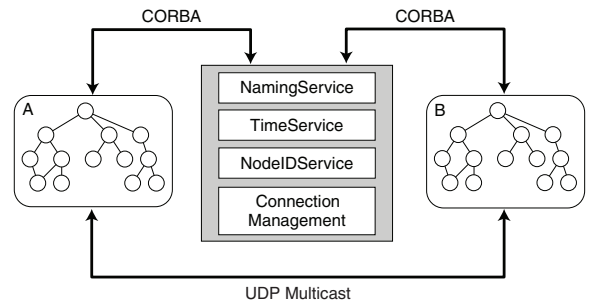 CORBA
CORBA
A
NamingService
TimeService
NodeIDService
Connection
Management
B
UDP Multicast